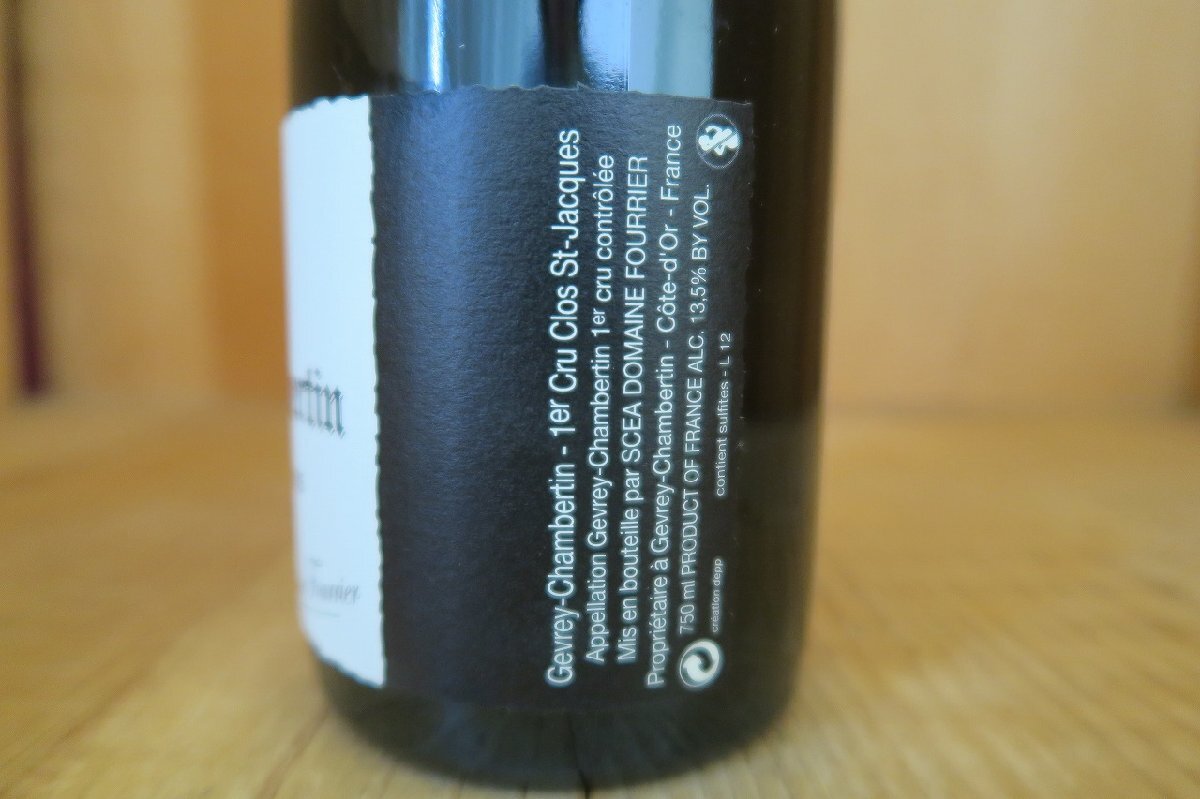 Gevrey-Chambertin - 1er Cru Clos St-Jacques
Appellation Gevrey-Chambertin 1er cru contrôlée
Mis en bouteille par SCEA DOMAINE FOURRIER
Propriétaire à Gevrey-Chambertin - Côte-d'Or - France
750 ml PRODUCT OF FRANCE ALC. 13,5% BY VOL.
création depp
contient sulfites - L 12